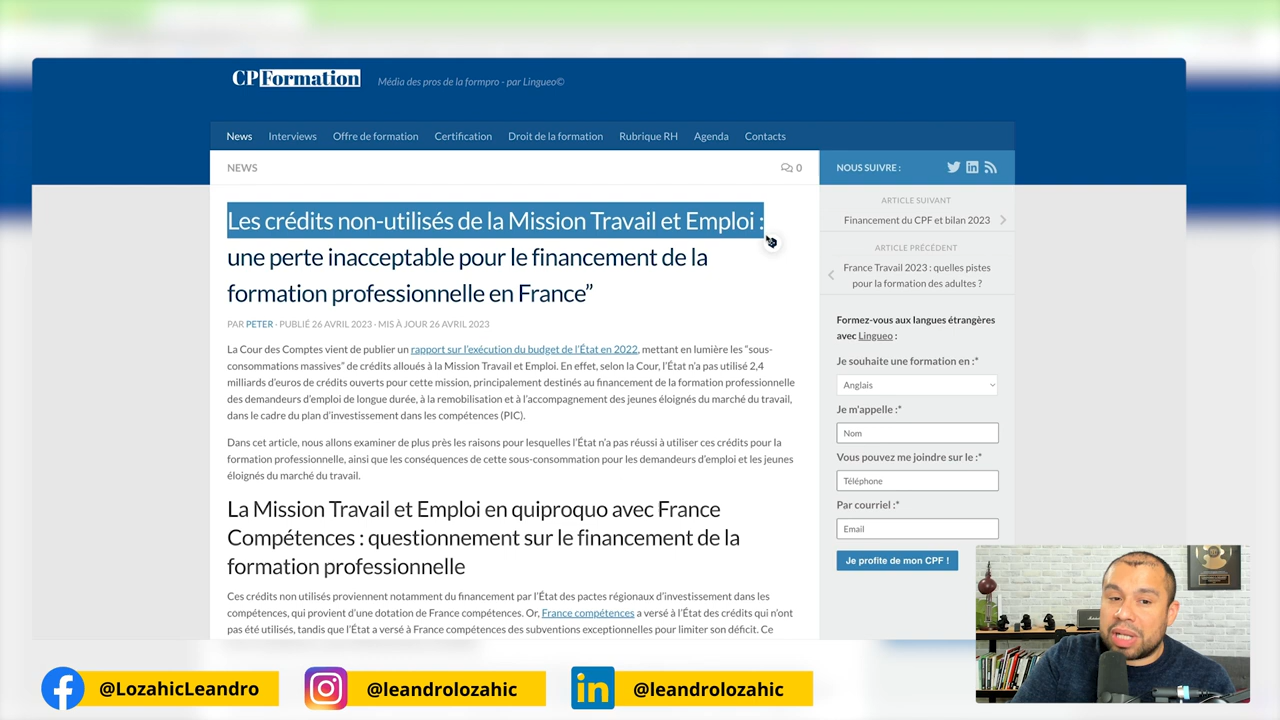 CPFormation
Média des pros de la formpro - par Lingueo©
News
Interviews
Offre de formation
Certification
Droit de la formation
Rubrique RH
Agenda
Contacts
NEWS
0
Les crédits non-utilisés de la Mission Travail et Emploi :
une perte inacceptable pour le financement de la
formation professionnelle en France”
PAR PETER · PUBLIÉ 26 AVRIL 2023 · MIS À JOUR 26 AVRIL 2023
La Cour des Comptes vient de publier un rapport sur l’exécution du budget de l’État en 2022, mettant en lumière les “sous-
consommations massives” de crédits alloués à la Mission Travail et Emploi. En effet, selon la Cour, l’État n’a pas utilisé 2,4
milliards d’euros de crédits ouverts pour cette mission, principalement destinés au financement de la formation professionnelle
des demandeurs d’emploi de longue durée, à la remobilisation et à l’accompagnement des jeunes éloignés du marché du travail,
dans le cadre du plan d’investissement dans les compétences (PIC).
Dans cet article, nous allons examiner de plus près les raisons pour lesquelles l’État n’a pas réussi à utiliser ces crédits pour la
formation professionnelle, ainsi que les conséquences de cette sous-consommation pour les demandeurs d’emploi et les jeunes
éloignés du marché du travail.
La Mission Travail et Emploi en quiproquo avec France
Compétences : questionnement sur le financement de la
formation professionnelle
Ces crédits non utilisés proviennent notamment du financement par l’État des pactes régionaux d’investissement dans les
compétences, qui provient d’une dotation de France compétences. Or, France compétences a versé à l’État des crédits qui n’ont
pas été utilisés, tandis que l’État a versé à France compétences des subventions exceptionnelles pour limiter son déficit. Ce
NOUS SUIVRE :
ARTICLE SUIVANT
Financement du CPF et bilan 2023
ARTICLE PRÉCÉDENT
France Travail 2023 : quelles pistes
pour la formation des adultes ?
Formez-vous aux langues étrangères
avec Lingueo :
Je souhaite une formation en :*
Anglais
Je m'appelle :*
Nom
Vous pouvez me joindre sur le :*
Téléphone
Par courriel :*
Email
Je profite de mon CPF !
@LozahicLeandro
@leandrolozahic
in
@leandrolozahic